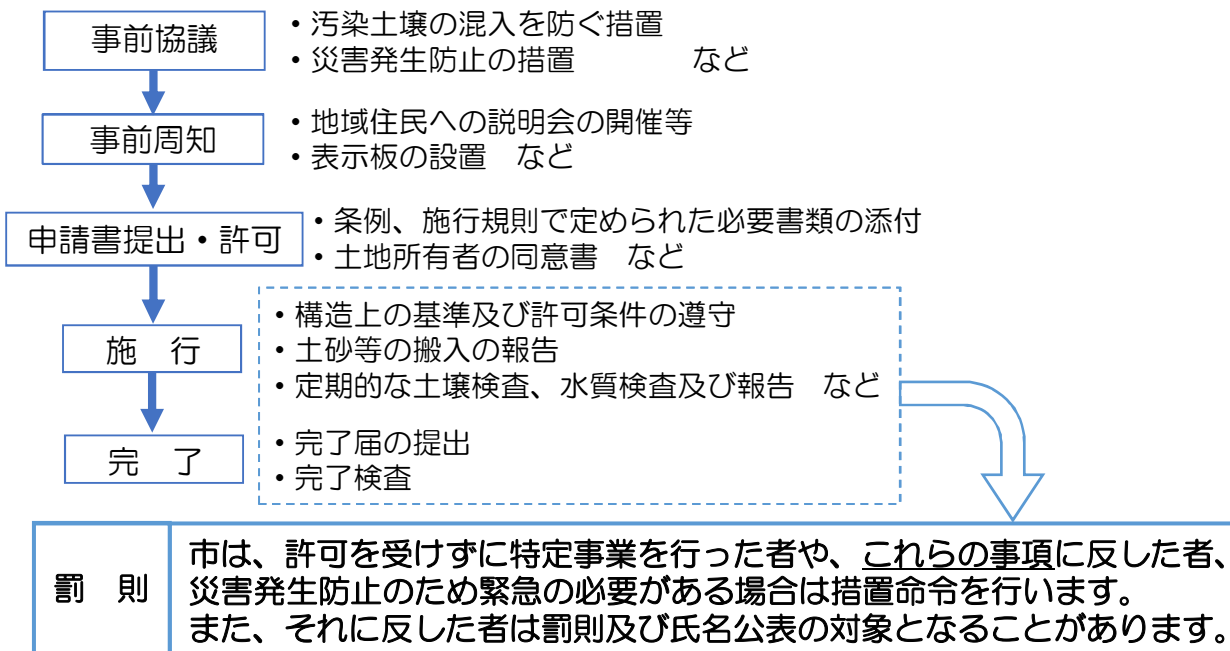 事前協議
・汚染土壌の混入を防ぐ措置
・災害発生防止の措置　　　など
事前周知
・地域住民への説明会の開催等
・表示板の設置　など
申請書提出・許可
・条例、施行規則で定められた必要書類の添付
・土地所有者の同意書　など
施　行
・構造上の基準及び許可条件の遵守
・土砂等の搬入の報告
・定期的な土壌検査、水質検査及び報告　など
完　了
・完了届の提出
・完了検査
罰　則
市は、許可を受けずに特定事業を行った者や、これらの事項に反した者、
災害発生防止のため緊急の必要がある場合は措置命令を行います。
また、それに反した者は罰則及び氏名公表の対象となることがあります。